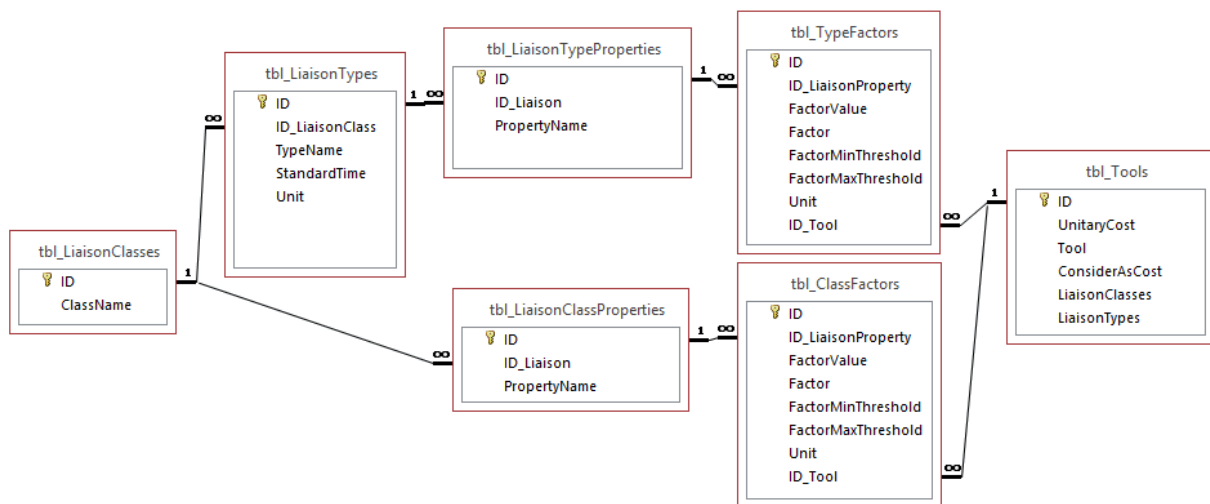 tbl_LiaisonClasses
ID
ClassName
1
∞
∞
tbl_LiaisonTypes
ID
ID_LiaisonClass
TypeName
StandardTime
Unit
1
∞
tbl_LiaisonTypeProperties
ID
ID_Liaison
PropertyName
1
∞
tbl_LiaisonClassProperties
ID
ID_Liaison
PropertyName
1
∞
tbl_TypeFactors
ID
ID_LiaisonProperty
FactorValue
Factor
FactorMinThreshold
FactorMaxThreshold
Unit
ID_Tool
∞
tbl_ClassFactors
ID
ID_LiaisonProperty
FactorValue
Factor
FactorMinThreshold
FactorMaxThreshold
Unit
ID_Tool
∞
1
tbl_Tools
ID
UnitaryCost
Tool
ConsiderAsCost
LiaisonClasses
LiaisonTypes